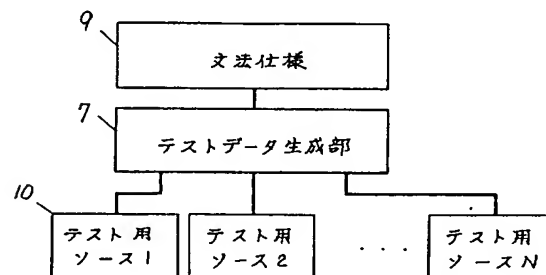 9
文法仕様
7
テストデータ生成部
10
テスト用
ソース1
テスト用
ソース2
. . .
テスト用
ソースN